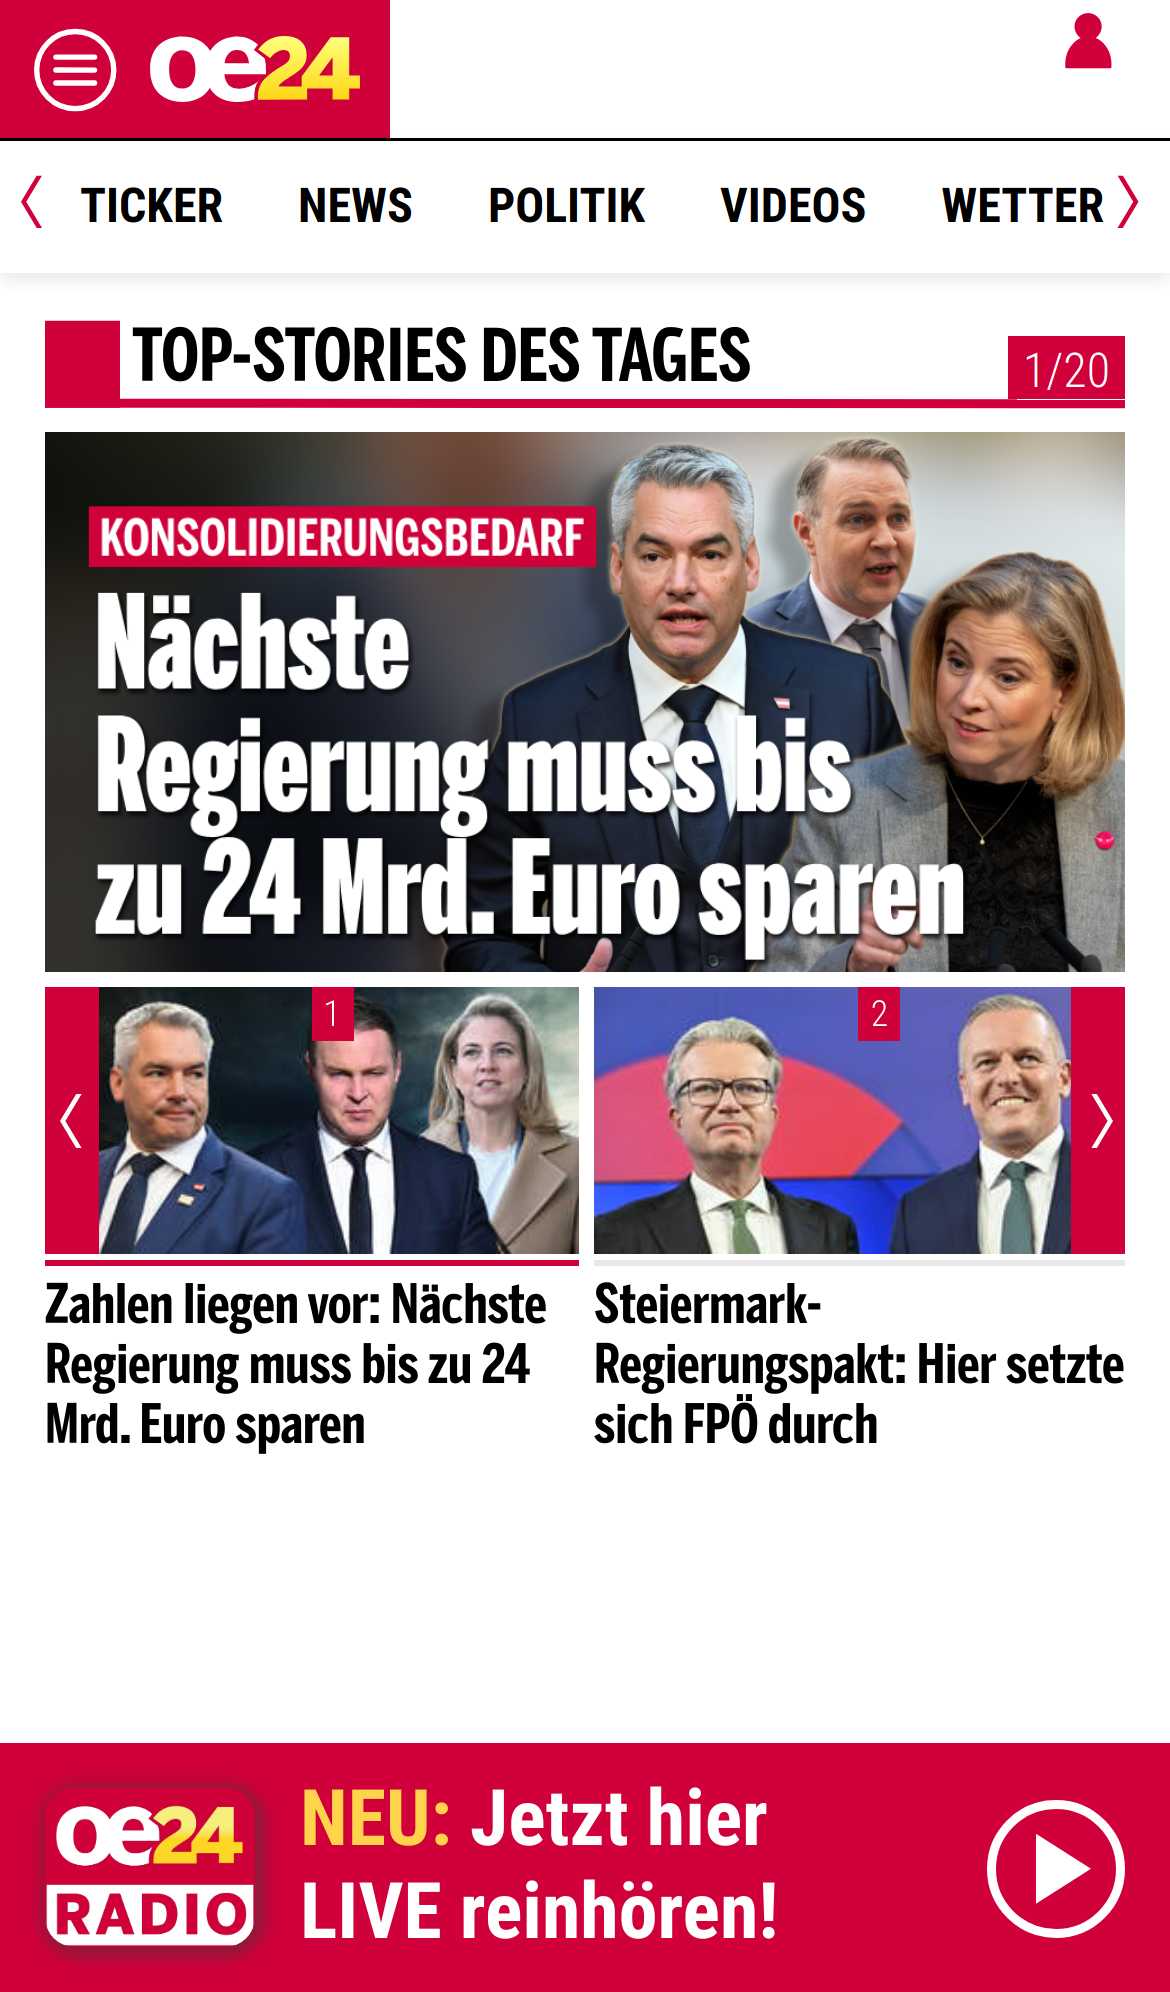 oe24
TICKER NEWS POLITIK VIDEOS WETTER
TOP-STORIES DES TAGES
1/20
KONSOLIDIERUNGSBEDARF
Nächste
Regierung muss bis
zu 24 Mrd. Euro sparen
1
Zahlen liegen vor: Nächste
Regierung muss bis zu 24
Mrd. Euro sparen
2
Steiermark-
Regierungspakt: Hier setzte
sich FPÖ durch
oe24
RADIO
NEU: Jetzt hier
LIVE reinhören!